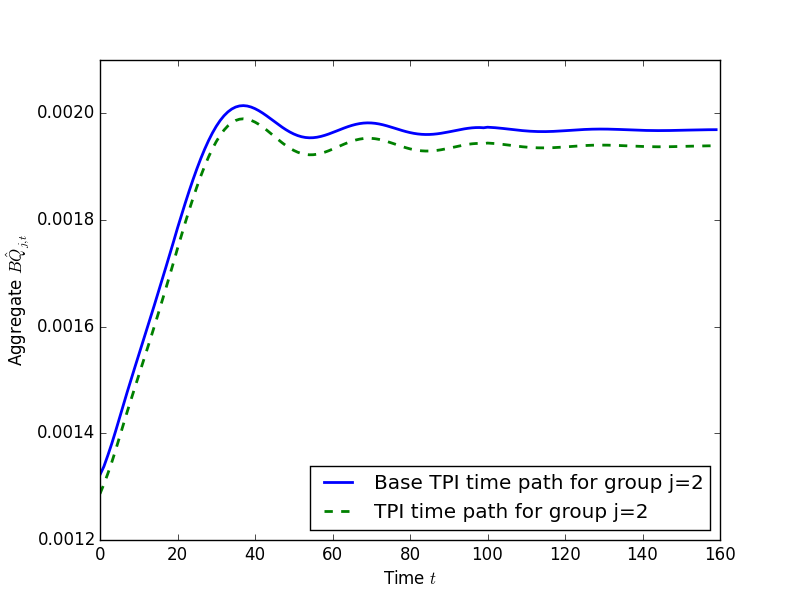 0.0020
0.0018
0.0016
0.0014
0.0012
Aggregate $\hat{BQ}_{j,t}$
0 20 40 60 80 100 120 140 160
Time t
Base TPI time path for group j=2
TPI time path for group j=2